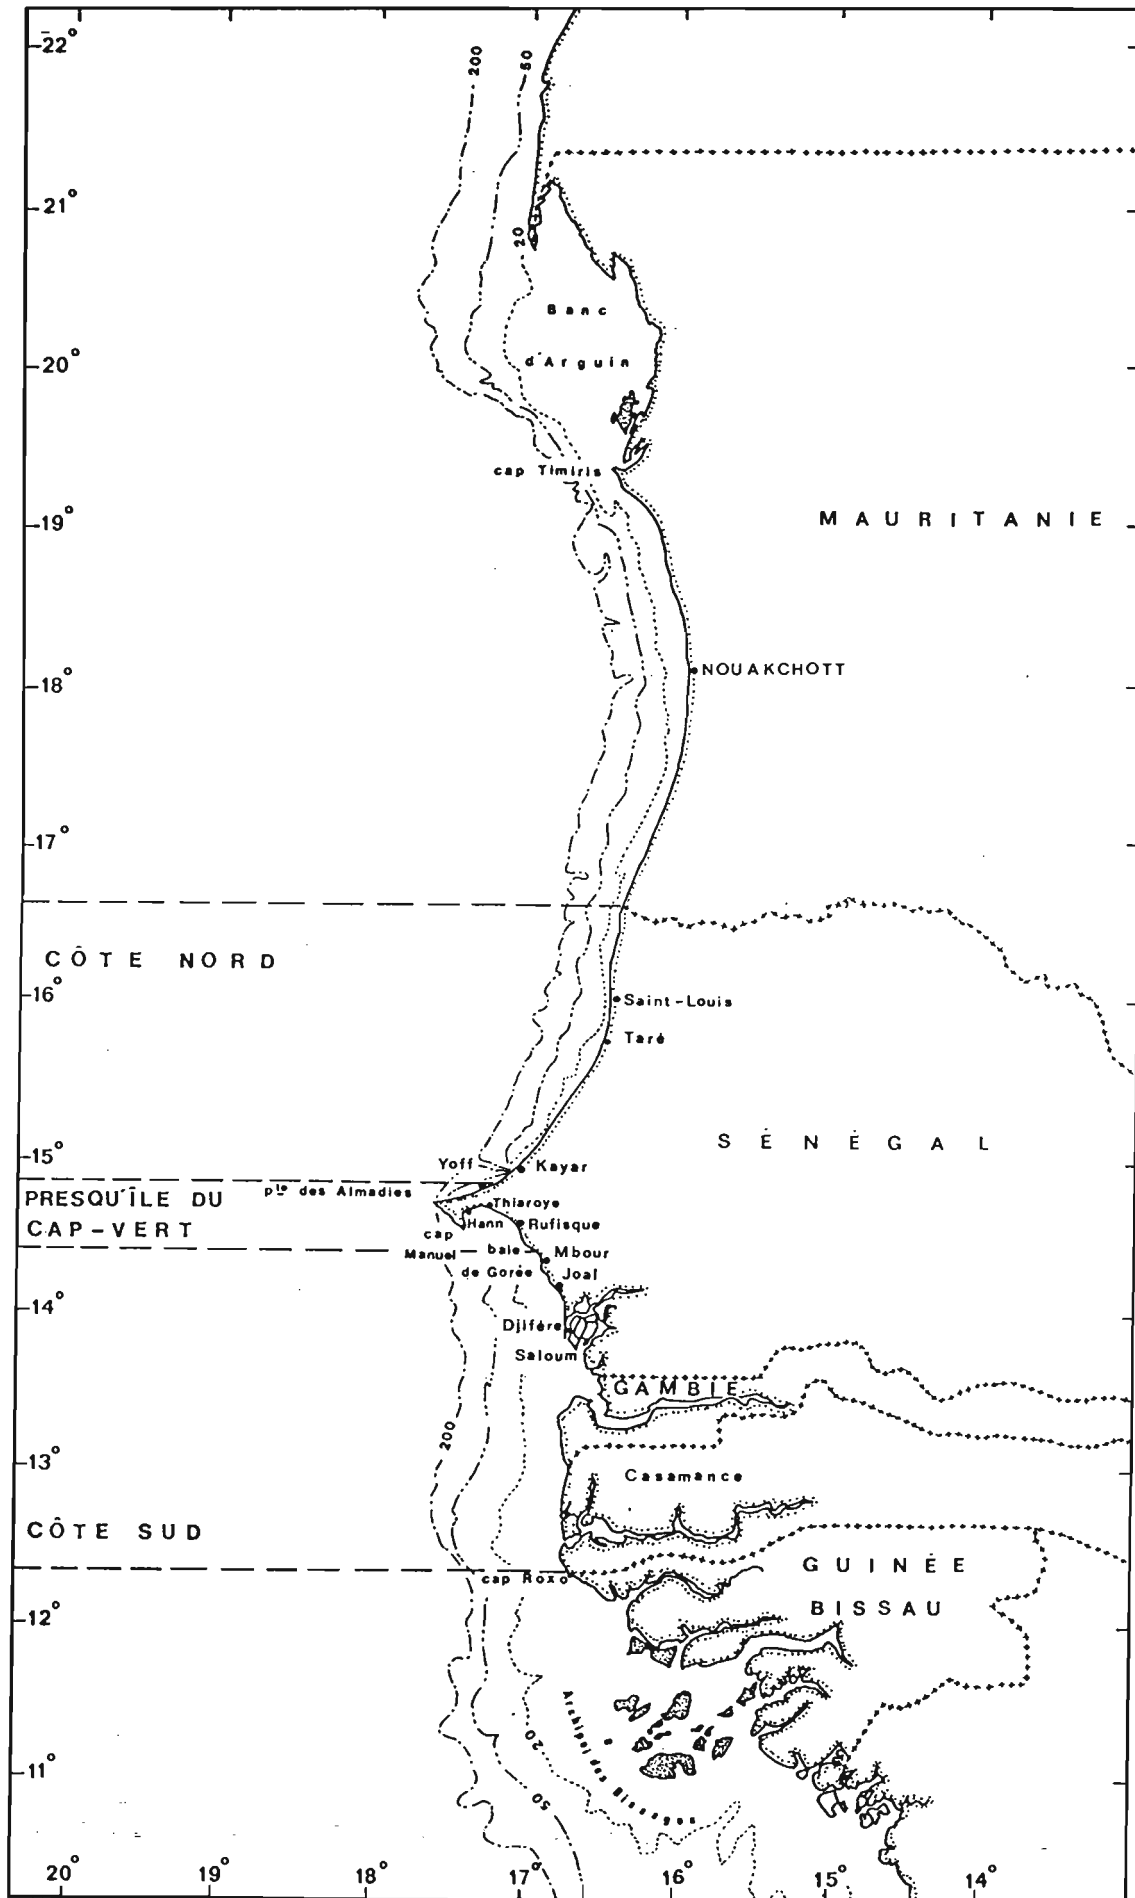 22°
200
50
21°
20
Banc
d'Arguin
20°
cap Timiris
19°
MAURITANIE
NOUAKCHOTT
18°
17°
CÔTE NORD
16°
Saint-Louis
Taré
SÉNÉGAL
15°
Yoff
Kayar
pte des Almadies
PRESQU'ÎLE DU
CAP-VERT
Thiaroye
Hann
Rufisque
cap
Manuel
baie
de Gorée
Mbour
Joal
14°
Djifére
Saloum
GAMBIE
200
13°
Casamance
CÔTE SUD
cap Roxo
GUINÉE
BISSAU
12°
Archipel des Bissagos
20
50
11°
20°
19°
18°
17°
16°
15°
14°